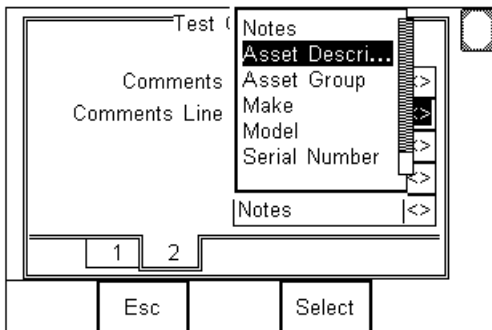 Test (
Notes
Asset Descri...
Comments
Asset Group
<>
Comments Line
Make
<>
Model
<>
Serial Number
<>
Notes
<>
1
2
Esc
Select